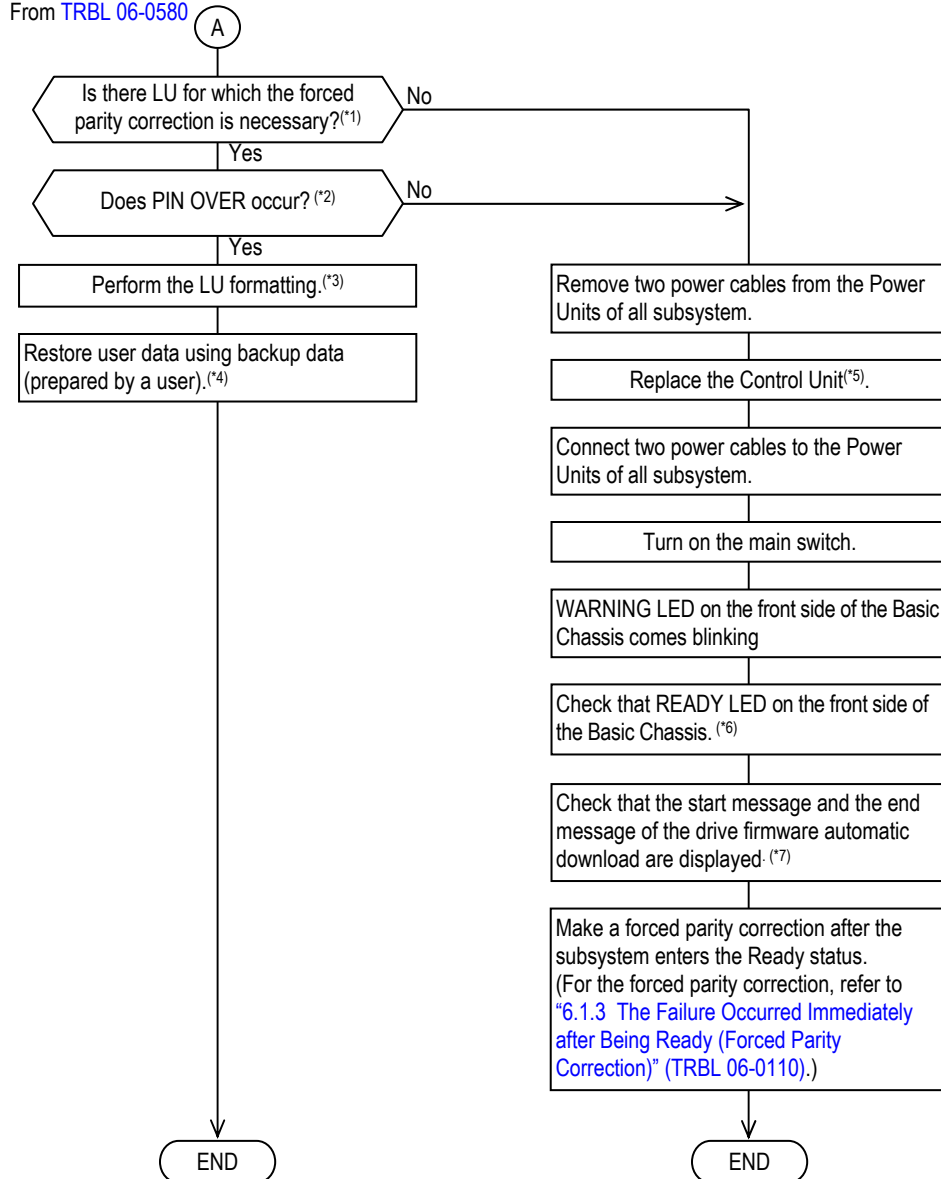 From TRBL 06-0580
A
Is there LU for which the forced
parity correction is necessary?(*1)
No
Yes
Does PIN OVER occur? (*2)
No
Yes
Perform the LU formatting.(*3)
Restore user data using backup data
(prepared by a user).(*4)
END
Remove two power cables from the Power
Units of all subsystem.
Replace the Control Unit(*5).
Connect two power cables to the Power
Units of all subsystem.
Turn on the main switch.
WARNING LED on the front side of the Basic
Chassis comes blinking
Check that READY LED on the front side of
the Basic Chassis. (*6)
Check that the start message and the end
message of the drive firmware automatic
download are displayed. (*7)
Make a forced parity correction after the
subsystem enters the Ready status.
(For the forced parity correction, refer to
“6.1.3 The Failure Occurred Immediately
after Being Ready (Forced Parity
Correction)” (TRBL 06-0110).)
END